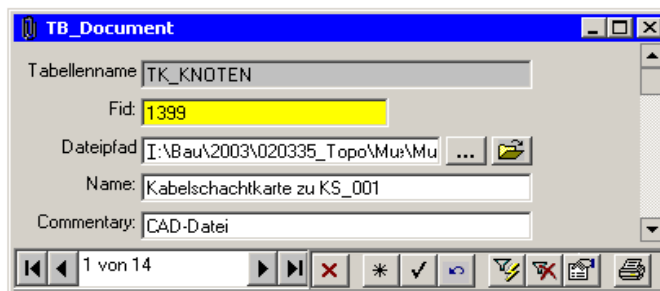 TB_Document
Tabellenname TK_KNOTEN
Fid: 1399
Dateipfad I:\Bau\2003\020335_Topo\Mus\Mu ...
Name: Kabelschachtkarte zu KS_001
Commentary: CAD-Datei
1 von 14